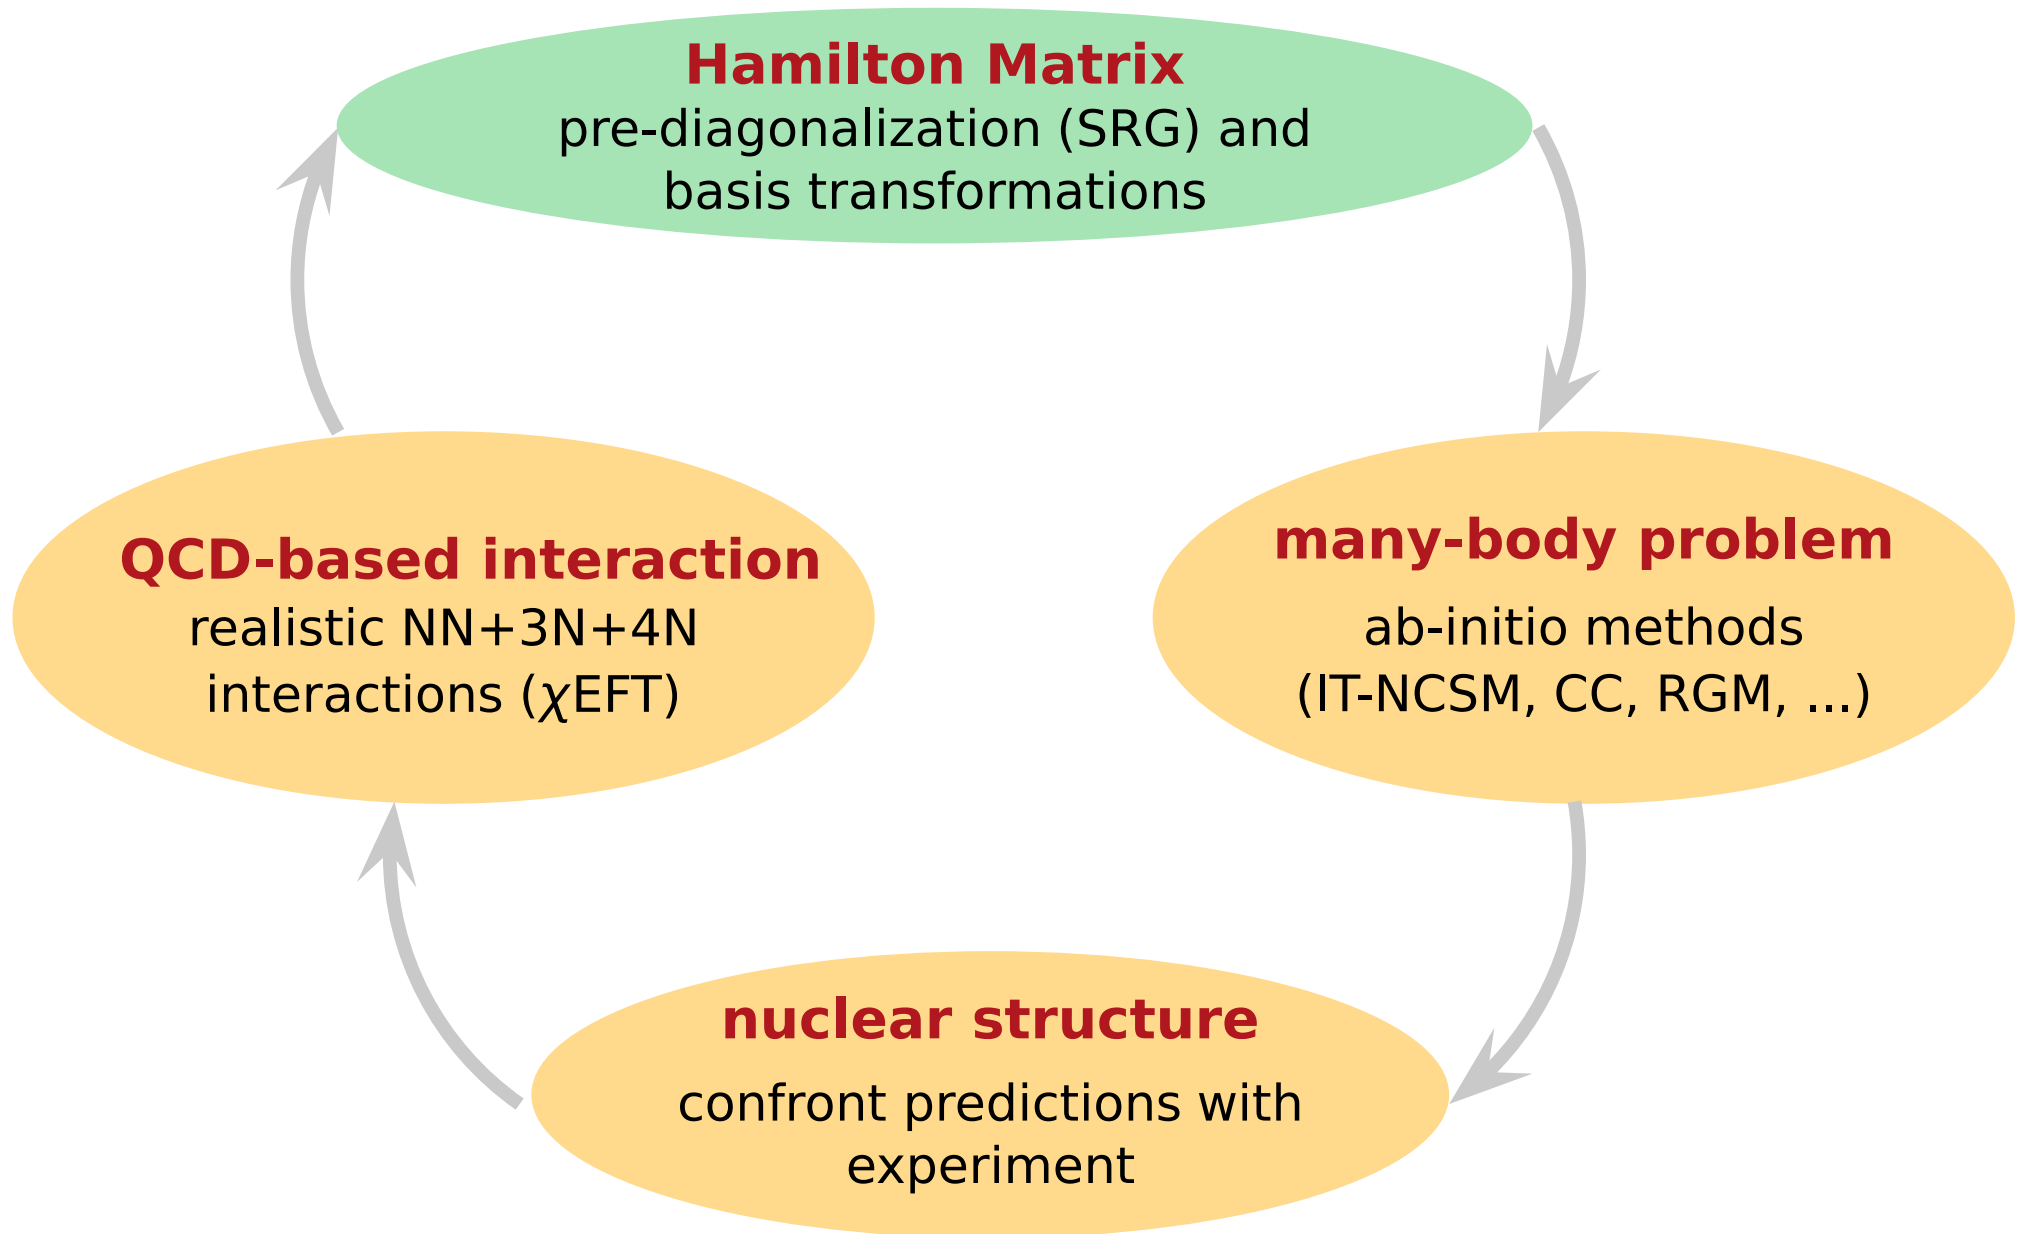 Hamilton Matrix
pre-diagonalization (SRG) and
basis transformations
QCD-based interaction
realistic NN+3N+4N
interactions (χEFT)
many-body problem
ab-initio methods
(IT-NCSM, CC, RGM, ...)
nuclear structure
confront predictions with
experiment